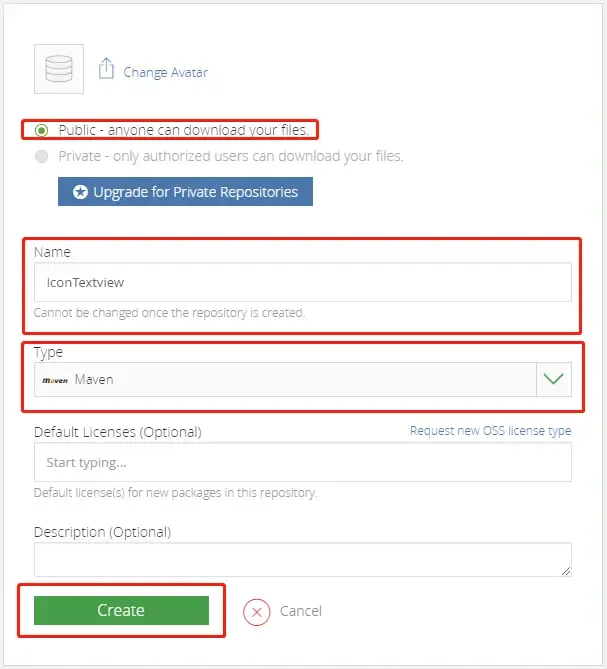 Change Avatar
Public - anyone can download your files.
Private - only authorized users can download your files.
Upgrade for Private Repositories
Name
IconTextview
Cannot be changed once the repository is created.
Type
maven Maven
Default Licenses (Optional) Request new OSS license type
Start typing...
Default license(s) for new packages in this repository.
Description (Optional)
Create Cancel